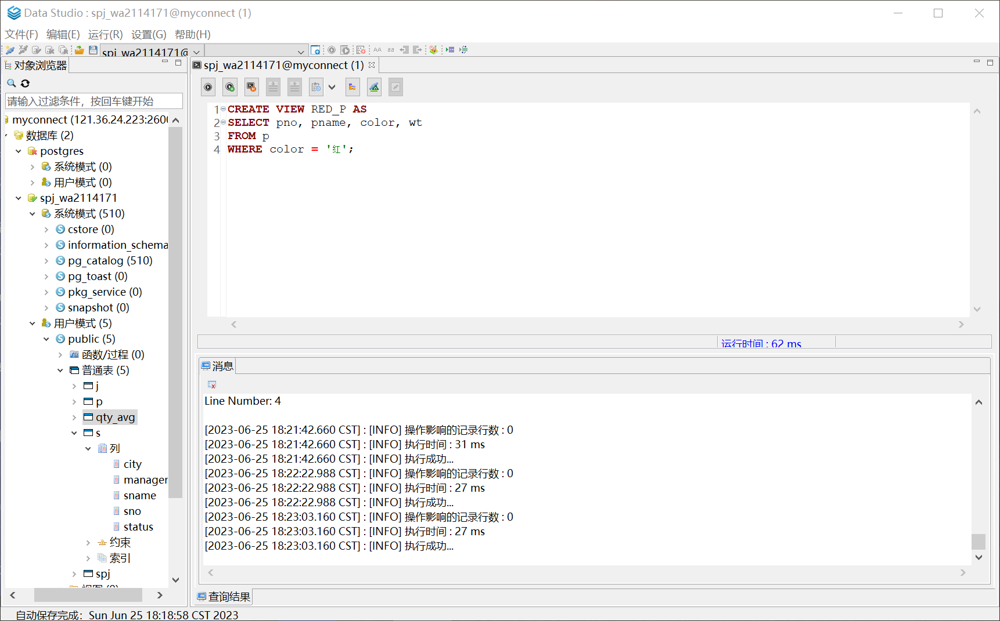 Data Studio : spj_wa2114171@myconnect (1)
文件(F) 编辑(E) 运行(R) 设置(G) 帮助(H)
spj_wa2114171@
对象浏览器
请输入过滤条件，按回车键开始
myconnect (121.36.24.223:2600
数据库 (2)
postgres
系统模式 (0)
用户模式 (0)
spj_wa2114171
系统模式 (510)
cstore (0)
information_schema
pg_catalog (510)
pg_toast (0)
pkg_service (0)
snapshot (0)
用户模式 (5)
public (5)
函数/过程 (0)
普通表 (5)
j
p
qty_avg
s
列
city
manager
sname
sno
status
约束
索引
spj
视图 (0)
spj_wa2114171@myconnect (1)
1 CREATE VIEW RED_P AS
2 SELECT pno, pname, color, wt
3 FROM p
4 WHERE color = '红';
运行时间 : 62 ms
消息
Line Number: 4
[2023-06-25 18:21:42.660 CST] : [INFO] 操作影响的记录行数 : 0
[2023-06-25 18:21:42.660 CST] : [INFO] 执行时间 : 31 ms
[2023-06-25 18:21:42.660 CST] : [INFO] 执行成功...
[2023-06-25 18:22:22.988 CST] : [INFO] 操作影响的记录行数 : 0
[2023-06-25 18:22:22.988 CST] : [INFO] 执行时间 : 27 ms
[2023-06-25 18:22:22.988 CST] : [INFO] 执行成功...
[2023-06-25 18:23:03.160 CST] : [INFO] 操作影响的记录行数 : 0
[2023-06-25 18:23:03.160 CST] : [INFO] 执行时间 : 27 ms
[2023-06-25 18:23:03.160 CST] : [INFO] 执行成功...
查询结果
自动保存完成：Sun Jun 25 18:18:58 CST 2023